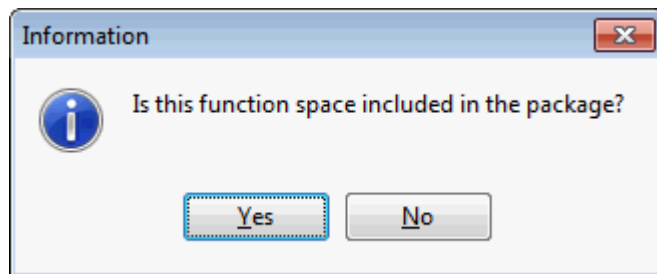 Information
Is this function space included in the package?
Yes
No